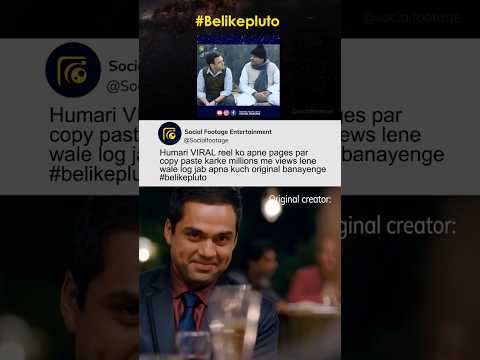 #Belikepluto
@socialfootage
Social Footage Entertainment
@Socialfootage
Humari VIRAL reel ko apne pages par
copy paste karke millions me views lene
wale log jab apna kuch original banayenge
#belikepluto
Original creator: